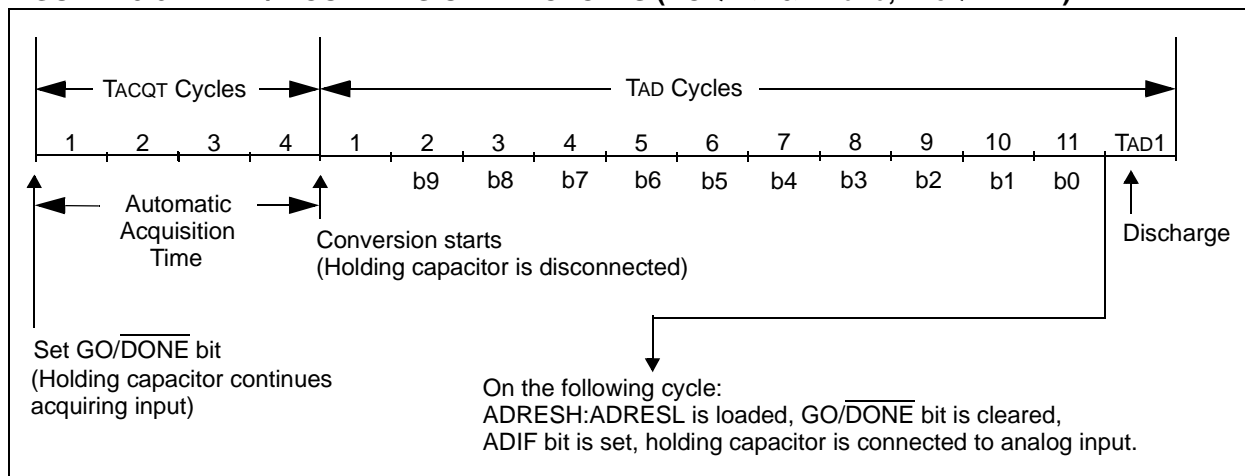 TACQT Cycles
TAD Cycles
1 2 3 4 1 2 3 4 5 6 7 8 9 10 11 TAD1
b9 b8 b7 b6 b5 b4 b3 b2 b1 b0
Automatic
Acquisition
Time
Conversion starts
(Holding capacitor is disconnected)
Discharge
Set GO/DONE bit
(Holding capacitor continues
acquiring input)
On the following cycle:
ADRESH:ADRESL is loaded, GO/DONE bit is cleared,
ADIF bit is set, holding capacitor is connected to analog input.